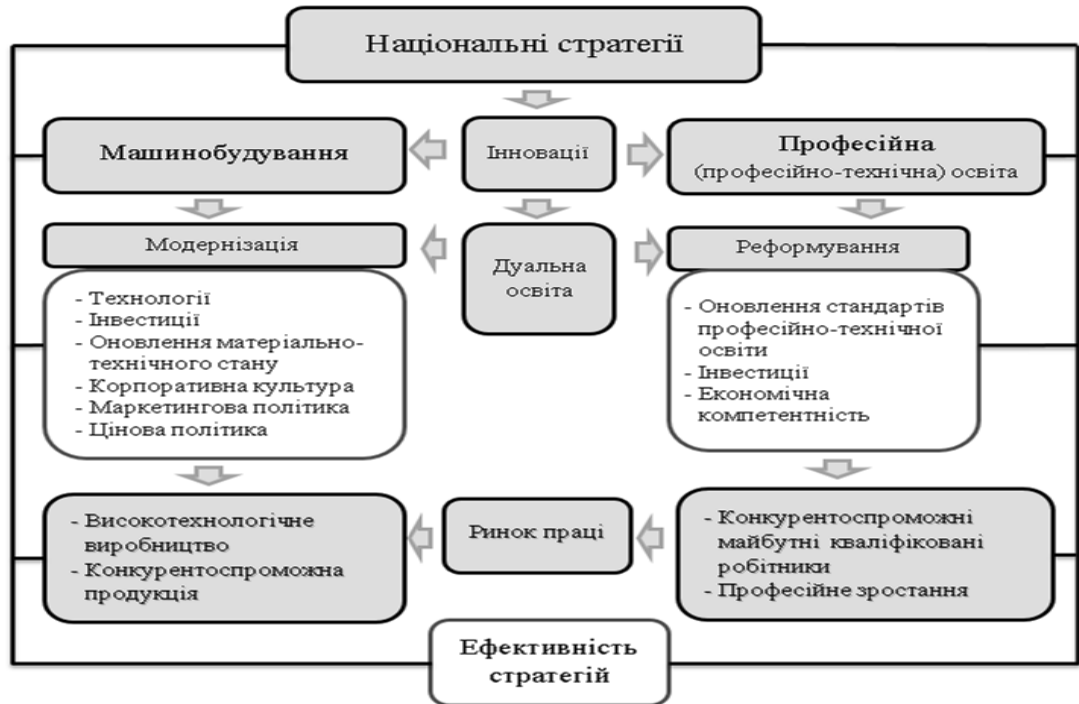 Національні стратегії
Машинобудування
Інновації
Професійна
(професійно-технічна) освіта
Модернізація
Дуальна
освіта
Реформування
- Технології
- Інвестиції
- Оновлення матеріально-
технічного стану
- Корпоративна культура
- Маркетингова політика
- Цінова політика
- Оновлення стандартів
професійно-технічної
освіти
- Інвестиції
- Економічна
компетентність
- Високотехнологічне
виробництво
- Конкурентоспроможна
продукція
Ринок праці
- Конкурентоспроможні
майбутні кваліфіковані
робітники
- Професійне зростання
Ефективність
стратегій